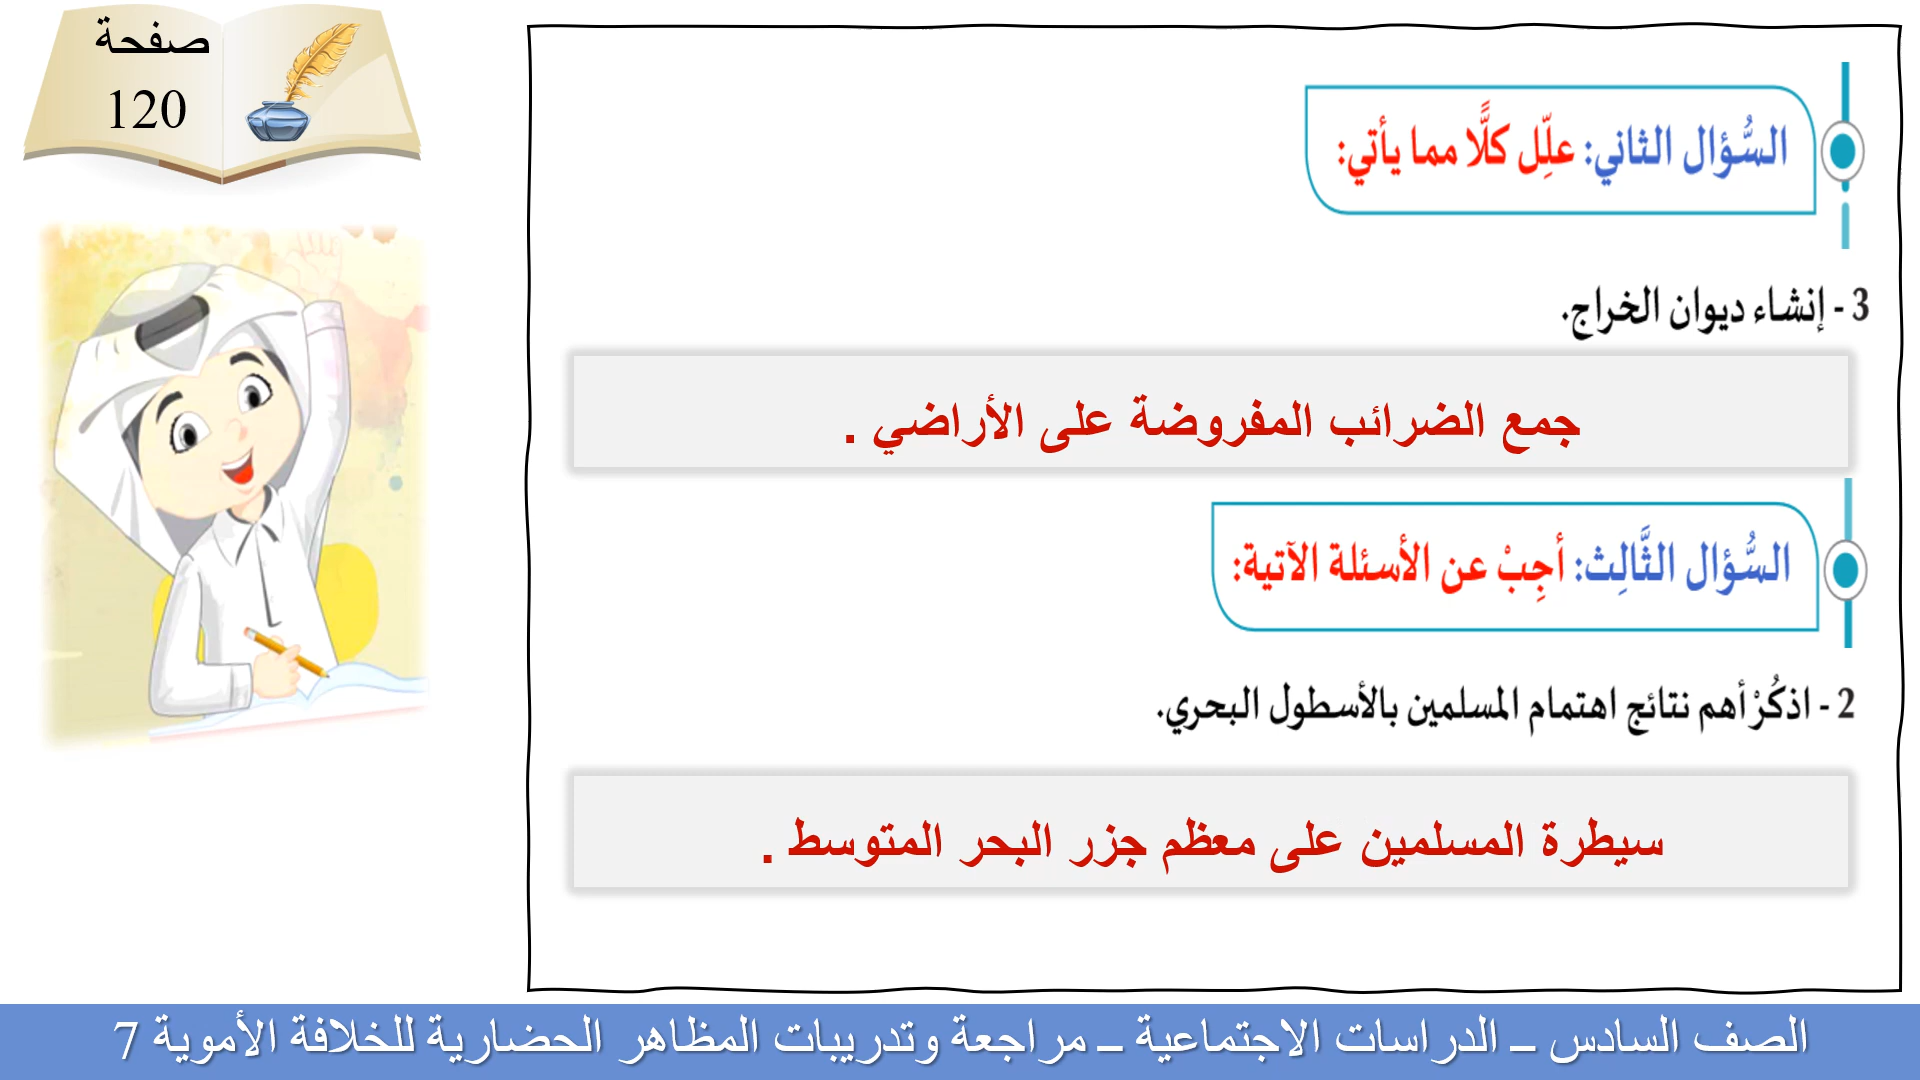 صفحة
120
السُّؤال الثاني: علِّل كلًّا مما يأتي:
3 - إنشاء ديوان الخراج.
جمع الضرائب المفروضة على الأراضي .
السُّؤال الثَّالِث: أجِبْ عن الأسئلة الآتية:
2 - اذكُرْ أهم نتائج اهتمام المسلمين بالأسطول البحري.
سيطرة المسلمين على معظم جزر البحر المتوسط .
الصف السادس – الدراسات الاجتماعية – مراجعة وتدريبات المظاهر الحضارية للخلافة الأموية 7